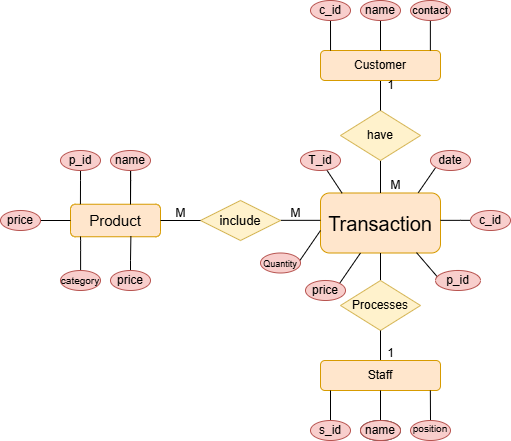 c_id
name
contact
Customer
1
have
p_id
name
T_id
date
M
price
Product
M
include
M
Transaction
c_id
category
price
Quantity
price
p_id
Processes
1
Staff
s_id
name
position